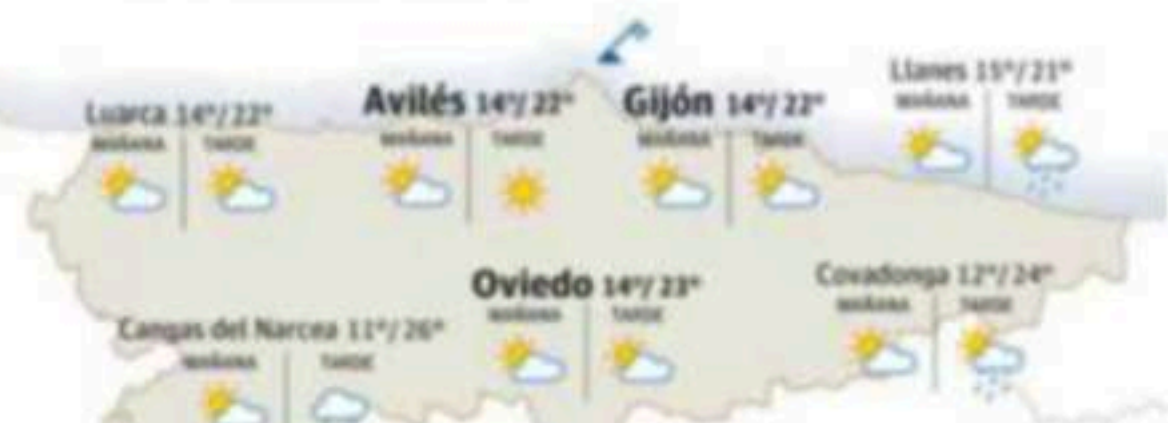 Llanes 15°/21°
MAÑANA TARDE
Luarca 14°/22°
MAÑANA TARDE
Avilés 14°/22°
MAÑANA TARDE
Gijón 14°/22°
MAÑANA TARDE
Oviedo 14°/23°
MAÑANA TARDE
Covadonga 12°/24°
MAÑANA TARDE
Cangas del Narcea 11°/26°
MAÑANA TARDE